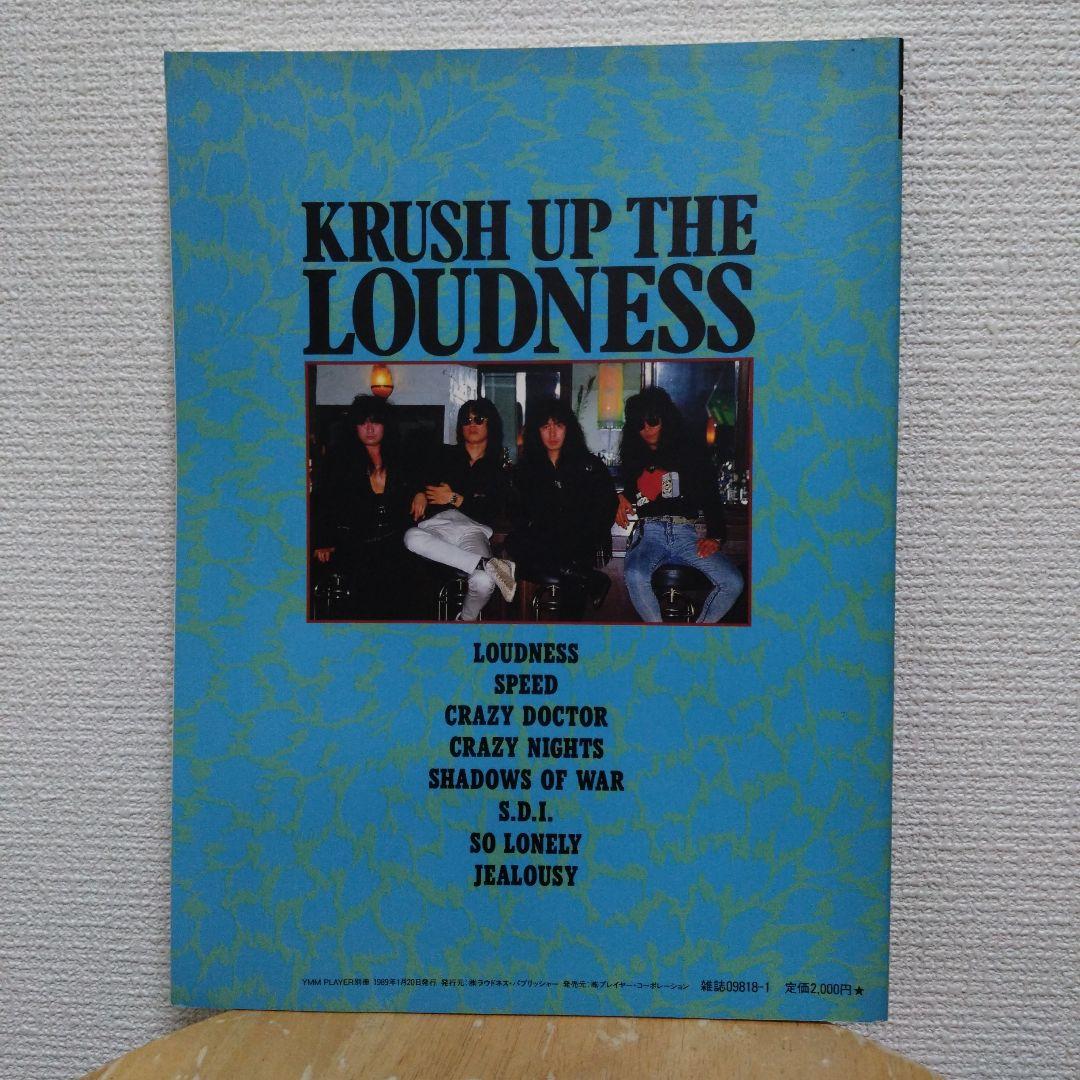 KRUSH UP THE
LOUDNESS
LOUDNESS
SPEED
CRAZY DOCTOR
CRAZY NIGHTS
SHADOWS OF WAR
S.D.I.
SO LONELY
JEALOUSY
YMM PLAYER別冊 1989年1月20日発行 発行元:㈱ラウドネス・パブリッシャー 発売元:㈱プレイヤー・コーポレーション 雑誌09818-1 定価2,000円★